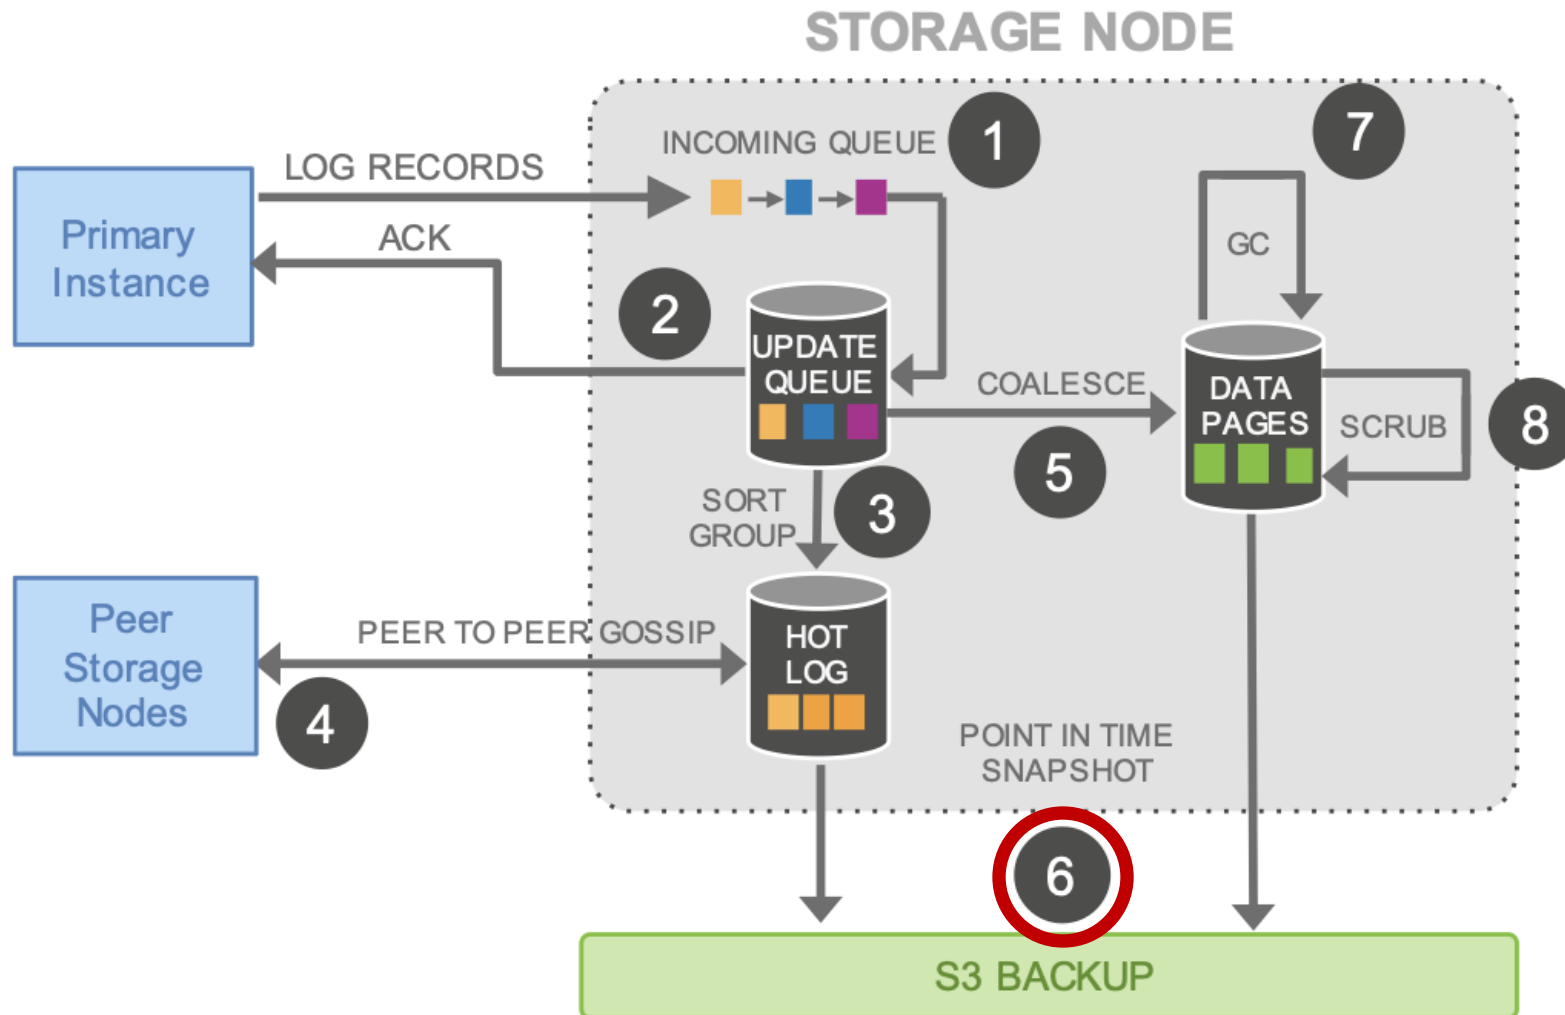 STORAGE NODE
INCOMING QUEUE
1
7
LOG RECORDS
Primary
Instance
ACK
GC
2
UPDATE
QUEUE
COALESCE
5
DATA
PAGES
SCRUB
8
SORT
GROUP
3
Peer
Storage
Nodes
PEER TO PEER GOSSIP
4
HOT
LOG
POINT IN TIME
SNAPSHOT
6
S3 BACKUP